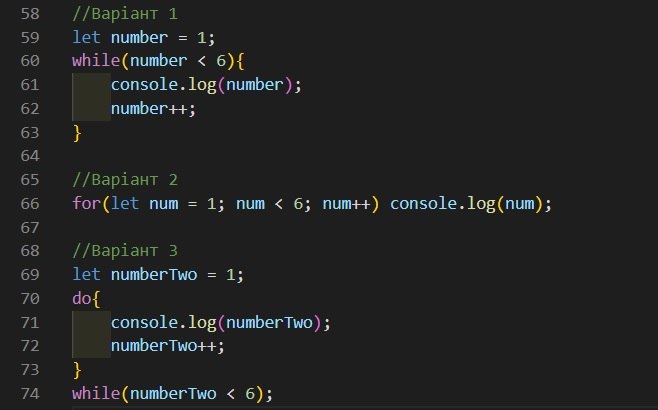 58 //Варіант 1
59 let number = 1;
60 while(number < 6){
61     console.log(number);
62     number++;
63 }
64
65 //Варіант 2
66 for(let num = 1; num < 6; num++) console.log(num);
67
68 //Варіант 3
69 let numberTwo = 1;
70 do{
71     console.log(numberTwo);
72     numberTwo++;
73 }
74 while(numberTwo < 6);